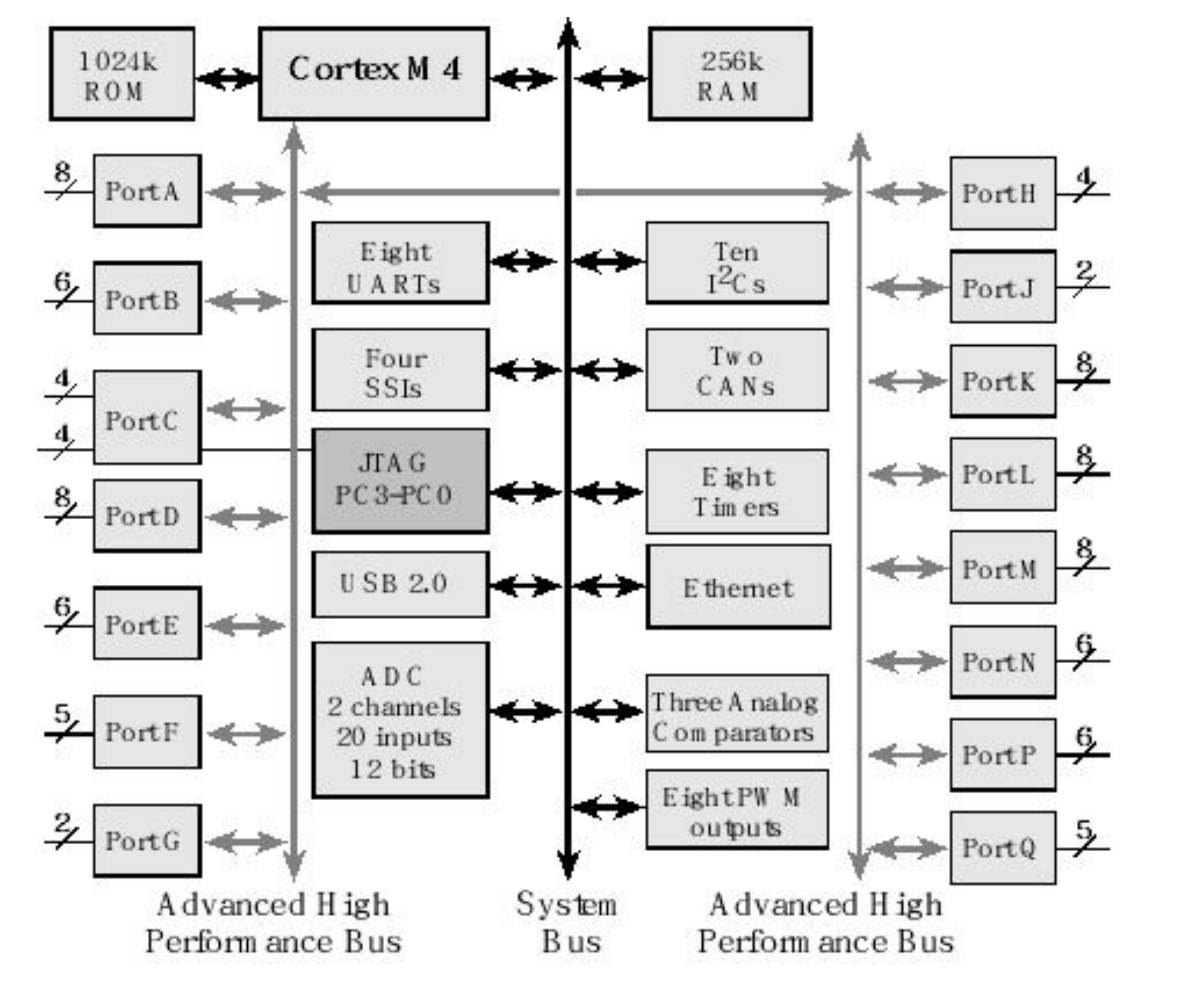 1024k
ROM
Cortex M 4
256k
RAM
8
PortA
6
PortB
4
4
PortC
8
PortD
6
PortE
5
PortF
2
PortG
Eight
UARTs
Four
SSIs
JTAG
PC3-PC0
USB 2.0
ADC
2 channels
20 inputs
12 bits
Ten
I²Cs
Two
CANs
Eight
Timers
Ethernet
Three Analog
Comparators
Eight PWM
outputs
PortH
4
PortJ
2
PortK
8
PortL
8
PortM
8
PortN
6
PortP
6
PortQ
5
Advanced High
Performance Bus
System
Bus
Advanced High
Performance Bus